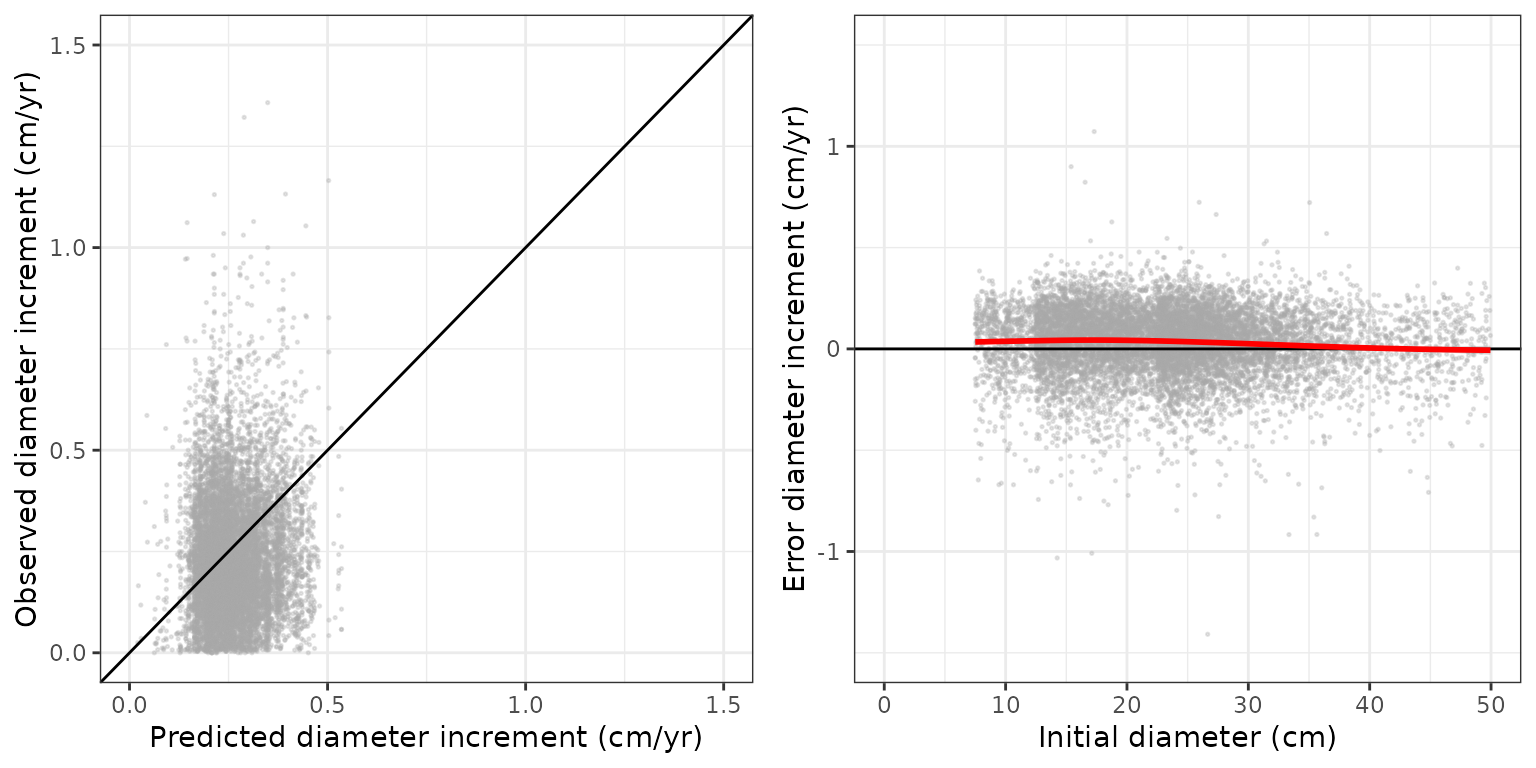 Observed diameter increment (cm/yr)
1.5
1.0
0.5
0.0
0.0 0.5 1.0 1.5
Predicted diameter increment (cm/yr)
Error diameter increment (cm/yr)
1
0
-1
0 10 20 30 40 50
Initial diameter (cm)